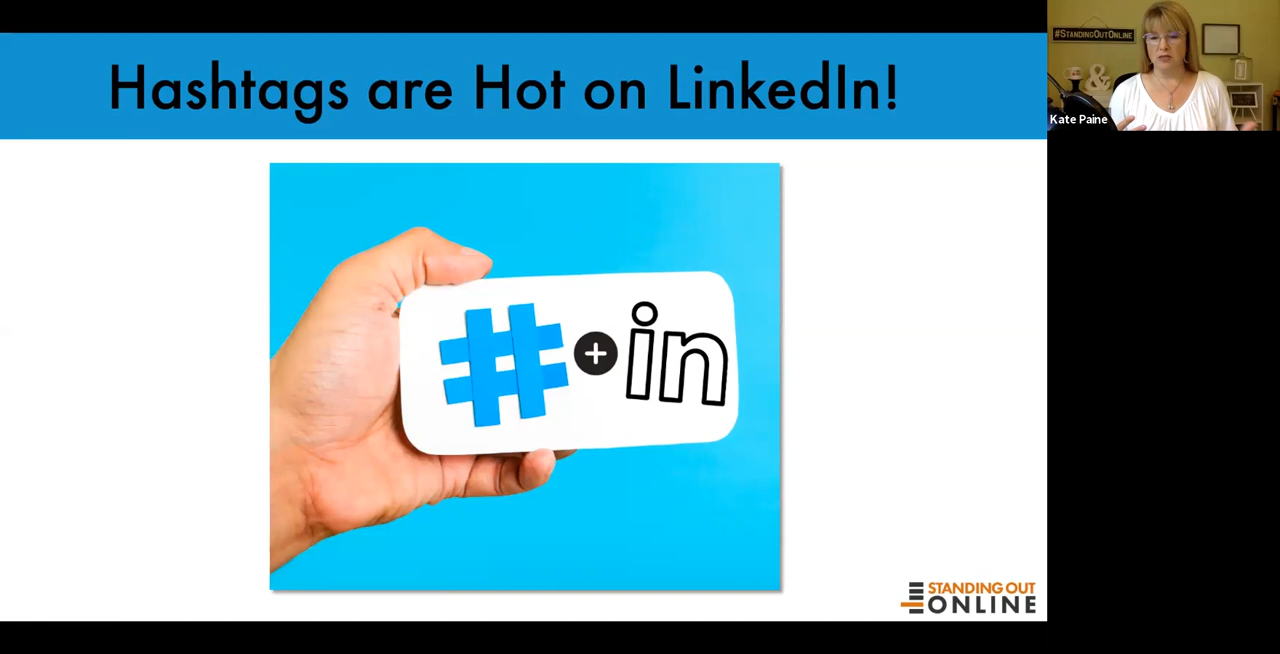 Hashtags are Hot on LinkedIn!
#StandingOutOnline
Kate Paine
# + in
STANDING OUT
ONLINE